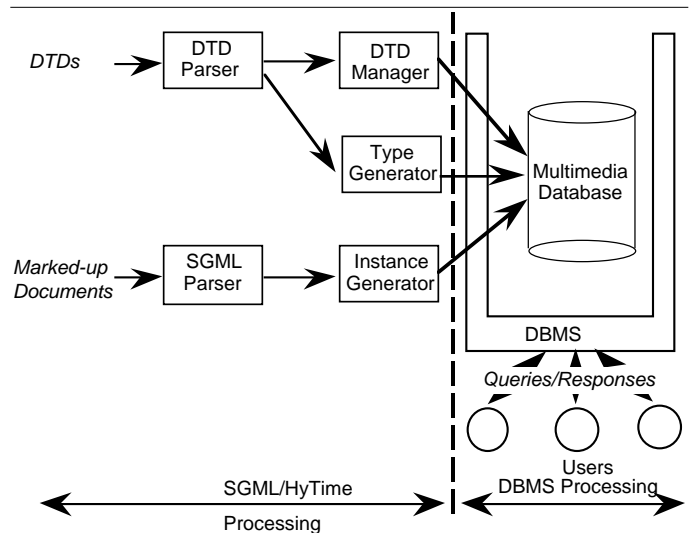 DTDs
DTD
Parser
DTD
Manager
Type
Generator
Multimedia
Database
Marked-up
Documents
SGML
Parser
Instance
Generator
DBMS
Queries/Responses
Users
SGML/HyTime
Processing
DBMS Processing